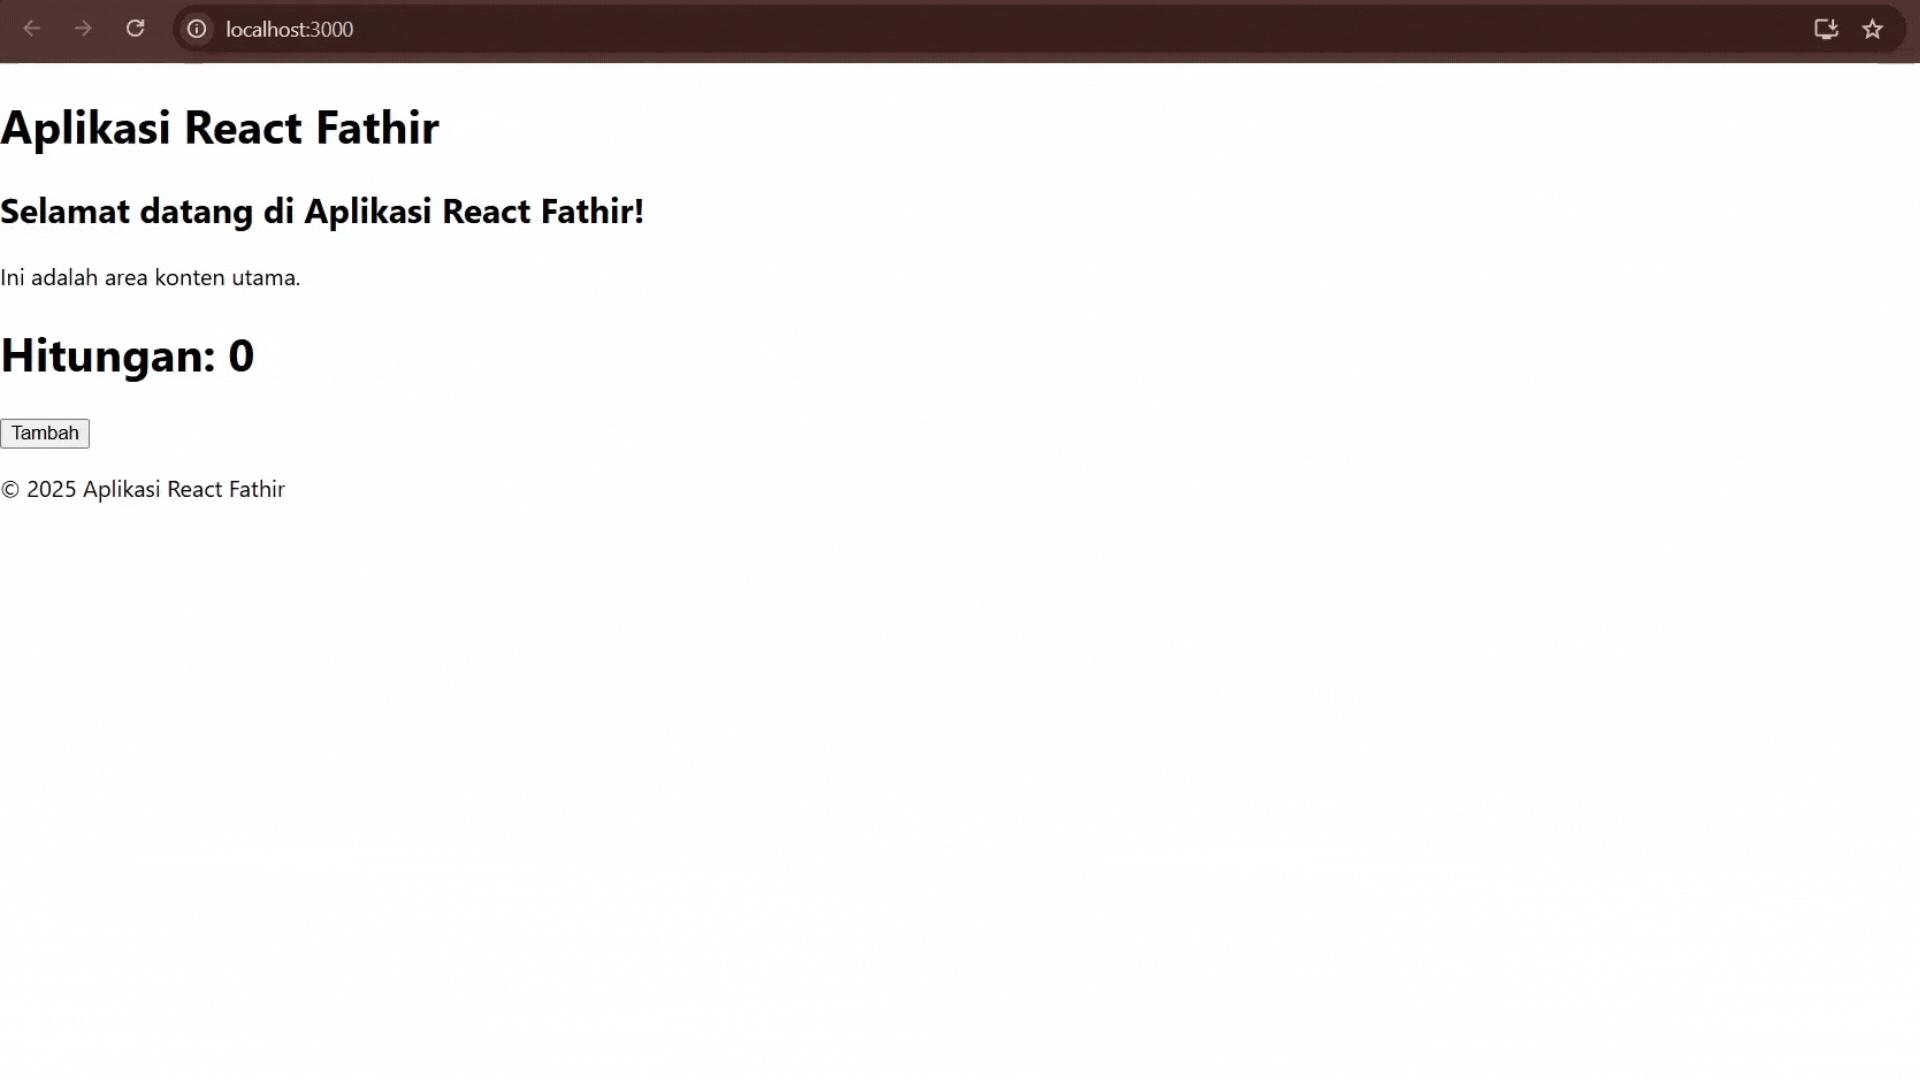 localhost:3000
Aplikasi React Fathir
Selamat datang di Aplikasi React Fathir!
Ini adalah area konten utama.
Hitungan: 0
Tambah
© 2025 Aplikasi React Fathir